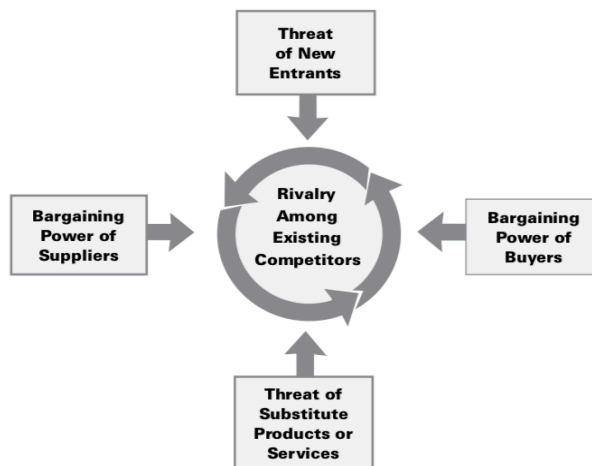 Threat
of New
Entrants
Bargaining
Power of
Suppliers
Rivalry
Among
Existing
Competitors
Bargaining
Power of
Buyers
Threat of
Substitute
Products or
Services